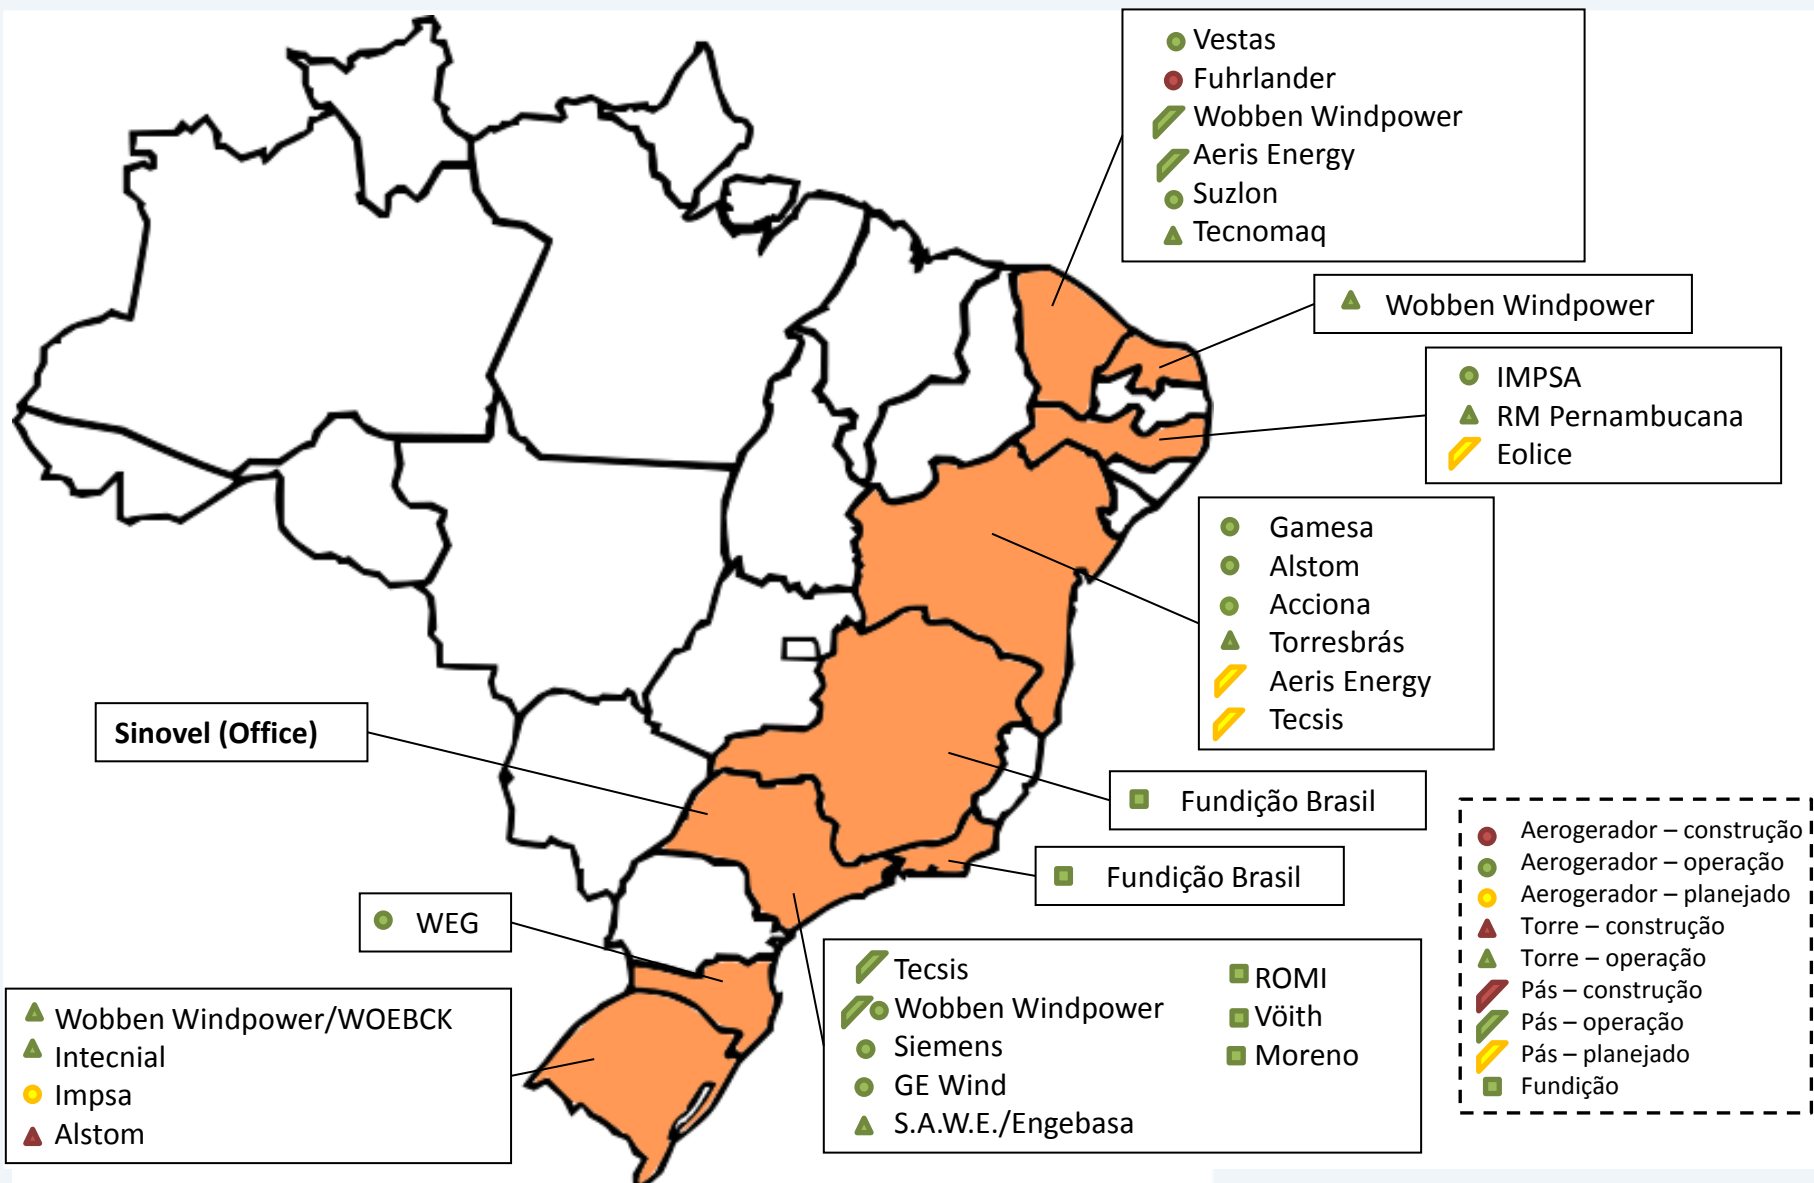 Vestas
Fuhrlander
Wobben Windpower
Aeris Energy
Suzlon
Tecnomaq
Wobben Windpower
IMPSA
RM Pernambucana
Eolice
Gamesa
Alstom
Acciona
Torresbrás
Aeris Energy
Tecsis
Sinovel (Office)
Fundição Brasil
Fundição Brasil
WEG
Tecsis
Wobben Windpower
Siemens
GE Wind
S.A.W.E./Engebasa
ROMI
Vöith
Moreno
Wobben Windpower/WOEBCK
Intecnial
Impsa
Alstom
Aerogerador – construção
Aerogerador – operação
Aerogerador – planejado
Torre – construção
Torre – operação
Pás – construção
Pás – operação
Pás – planejado
Fundição